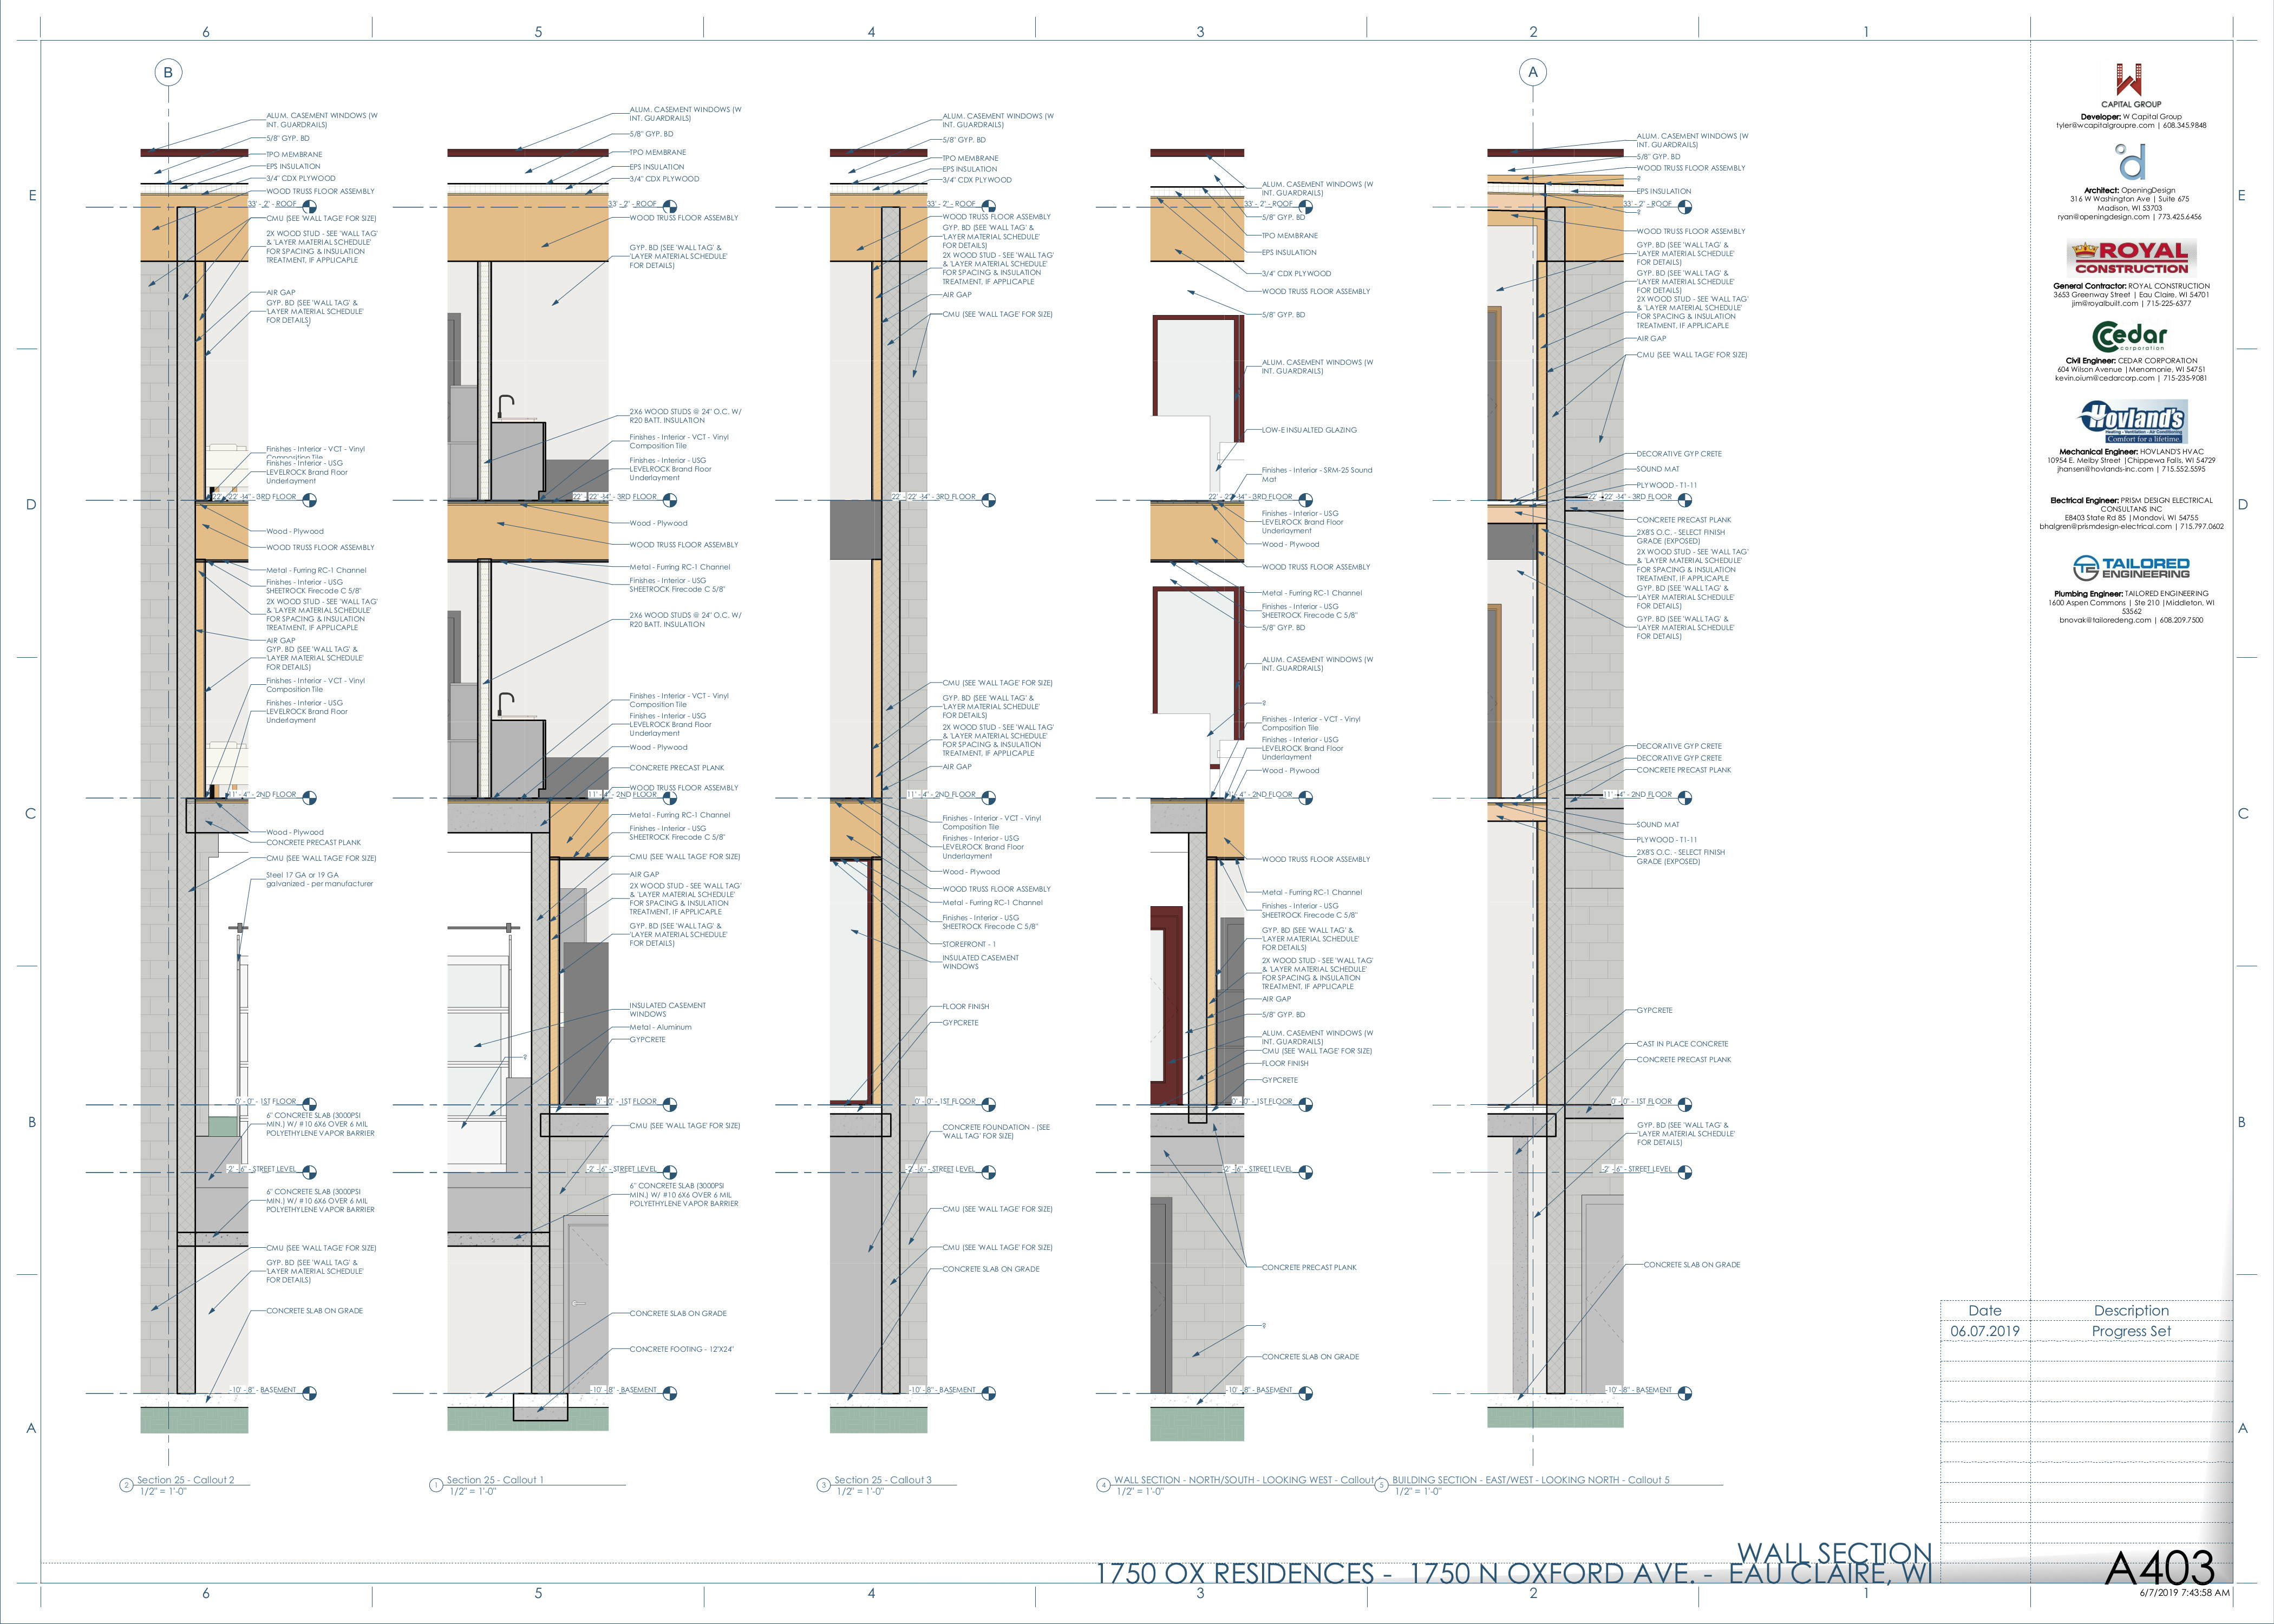 6
5
4
3
2
1
B
A
E
D
C
B
A
ALUM. CASEMENT WINDOWS (W
INT. GUARDRAILS)
5/8" GYP. BD
TPO MEMBRANE
EPS INSULATION
3/4" CDX PLYWOOD
WOOD TRUSS FLOOR ASSEMBLY
33' - 2" - ROOF
CMU (SEE 'WALL TAGE' FOR SIZE)
2X WOOD STUD - SEE 'WALL TAG'
& 'LAYER MATERIAL SCHEDULE'
FOR SPACING & INSULATION
TREATMENT, IF APPLICAPLE
AIR GAP
GYP. BD (SEE 'WALL TAG' &
'LAYER MATERIAL SCHEDULE'
FOR DETAILS)
Finishes - Interior - VCT - Vinyl
Composition Tile
Finishes - Interior - USG
LEVELROCK Brand Floor
Underlayment
3RD FLOOR
Wood - Plywood
WOOD TRUSS FLOOR ASSEMBLY
Metal - Furring RC-1 Channel
Finishes - Interior - USG
SHEETROCK Firecode C 5/8"
2X WOOD STUD - SEE 'WALL TAG'
& 'LAYER MATERIAL SCHEDULE'
FOR SPACING & INSULATION
TREATMENT, IF APPLICAPLE
AIR GAP
GYP. BD (SEE 'WALL TAG' &
'LAYER MATERIAL SCHEDULE'
FOR DETAILS)
Finishes - Interior - VCT - Vinyl
Composition Tile
Finishes - Interior - USG
LEVELROCK Brand Floor
Underlayment
11' - 4" - 2ND FLOOR
Wood - Plywood
CONCRETE PRECAST PLANK
CMU (SEE 'WALL TAGE' FOR SIZE)
Steel 17 GA or 19 GA
galvanized - per manufacturer
0' - 0" - 1ST FLOOR
6" CONCRETE SLAB (3000PSI
MIN.) W/ #10 6X6 OVER 6 MIL
POLYETHYLENE VAPOR BARRIER
-2' - 6" - STREET LEVEL
6" CONCRETE SLAB (3000PSI
MIN.) W/ #10 6X6 OVER 6 MIL
POLYETHYLENE VAPOR BARRIER
CMU (SEE 'WALL TAGE' FOR SIZE)
GYP. BD (SEE 'WALL TAG' &
'LAYER MATERIAL SCHEDULE'
FOR DETAILS)
CONCRETE SLAB ON GRADE
-10' - 8" - BASEMENT
2 Section 25 - Callout 2
1/2" = 1'-0"
ALUM. CASEMENT WINDOWS (W
INT. GUARDRAILS)
5/8" GYP. BD
TPO MEMBRANE
EPS INSULATION
3/4" CDX PLYWOOD
33' - 2" - ROOF
WOOD TRUSS FLOOR ASSEMBLY
GYP. BD (SEE 'WALL TAG' &
'LAYER MATERIAL SCHEDULE'
FOR DETAILS)
2X6 WOOD STUDS @ 24" O.C. W/
R20 BATT. INSULATION
Finishes - Interior - VCT - Vinyl
Composition Tile
Finishes - Interior - USG
LEVELROCK Brand Floor
Underlayment
3RD FLOOR
Wood - Plywood
WOOD TRUSS FLOOR ASSEMBLY
Metal - Furring RC-1 Channel
Finishes - Interior - USG
SHEETROCK Firecode C 5/8"
2X6 WOOD STUDS @ 24" O.C. W/
R20 BATT. INSULATION
Finishes - Interior - VCT - Vinyl
Composition Tile
Finishes - Interior - USG
LEVELROCK Brand Floor
Underlayment
Wood - Plywood
CONCRETE PRECAST PLANK
WOOD TRUSS FLOOR ASSEMBLY
11' - 4" - 2ND FLOOR
Metal - Furring RC-1 Channel
Finishes - Interior - USG
SHEETROCK Firecode C 5/8"
CMU (SEE 'WALL TAGE' FOR SIZE)
AIR GAP
2X WOOD STUD - SEE 'WALL TAG'
& 'LAYER MATERIAL SCHEDULE'
FOR SPACING & INSULATION
TREATMENT, IF APPLICAPLE
GYP. BD (SEE 'WALL TAG' &
'LAYER MATERIAL SCHEDULE'
FOR DETAILS)
INSULATED CASEMENT
WINDOWS
Metal - Aluminum
GYPCRETE
?
0' - 0" - 1ST FLOOR
CMU (SEE 'WALL TAGE' FOR SIZE)
-2' - 6" - STREET LEVEL
6" CONCRETE SLAB (3000PSI
MIN.) W/ #10 6X6 OVER 6 MIL
POLYETHYLENE VAPOR BARRIER
CONCRETE SLAB ON GRADE
CONCRETE FOOTING - 12"X24"
-10' - 8" - BASEMENT
1 Section 25 - Callout 1
1/2" = 1'-0"
ALUM. CASEMENT WINDOWS (W
INT. GUARDRAILS)
5/8" GYP. BD
TPO MEMBRANE
EPS INSULATION
3/4" CDX PLYWOOD
33' - 2" - ROOF
WOOD TRUSS FLOOR ASSEMBLY
GYP. BD (SEE 'WALL TAG' &
'LAYER MATERIAL SCHEDULE'
FOR DETAILS)
2X WOOD STUD - SEE 'WALL TAG'
& 'LAYER MATERIAL SCHEDULE'
FOR SPACING & INSULATION
TREATMENT, IF APPLICAPLE
AIR GAP
CMU (SEE 'WALL TAGE' FOR SIZE)
3RD FLOOR
CMU (SEE 'WALL TAGE' FOR SIZE)
GYP. BD (SEE 'WALL TAG' &
'LAYER MATERIAL SCHEDULE'
FOR DETAILS)
2X WOOD STUD - SEE 'WALL TAG'
& 'LAYER MATERIAL SCHEDULE'
FOR SPACING & INSULATION
TREATMENT, IF APPLICAPLE
AIR GAP
11' - 4" - 2ND FLOOR
Finishes - Interior - VCT - Vinyl
Composition Tile
Finishes - Interior - USG
LEVELROCK Brand Floor
Underlayment
Wood - Plywood
WOOD TRUSS FLOOR ASSEMBLY
Metal - Furring RC-1 Channel
Finishes - Interior - USG
SHEETROCK Firecode C 5/8"
STOREFRONT - 1
INSULATED CASEMENT
WINDOWS
FLOOR FINISH
GYPCRETE
0' - 0" - 1ST FLOOR
CONCRETE FOUNDATION - (SEE
'WALL TAG' FOR SIZE)
-2' - 6" - STREET LEVEL
CMU (SEE 'WALL TAGE' FOR SIZE)
CMU (SEE 'WALL TAGE' FOR SIZE)
CONCRETE SLAB ON GRADE
-10' - 8" - BASEMENT
3 Section 25 - Callout 3
1/2" = 1'-0"
ALUM. CASEMENT WINDOWS (W
INT. GUARDRAILS)
33' - 2" - ROOF
5/8" GYP. BD
TPO MEMBRANE
EPS INSULATION
3/4" CDX PLYWOOD
WOOD TRUSS FLOOR ASSEMBLY
5/8" GYP. BD
ALUM. CASEMENT WINDOWS (W
INT. GUARDRAILS)
LOW-E INSUALTED GLAZING
Finishes - Interior - SRM-25 Sound
Mat
3RD FLOOR
Finishes - Interior - USG
LEVELROCK Brand Floor
Underlayment
Wood - Plywood
WOOD TRUSS FLOOR ASSEMBLY
Metal - Furring RC-1 Channel
Finishes - Interior - USG
SHEETROCK Firecode C 5/8"
5/8" GYP. BD
ALUM. CASEMENT WINDOWS (W
INT. GUARDRAILS)
?
Finishes - Interior - VCT - Vinyl
Composition Tile
Finishes - Interior - USG
LEVELROCK Brand Floor
Underlayment
Wood - Plywood
2ND FLOOR
WOOD TRUSS FLOOR ASSEMBLY
Metal - Furring RC-1 Channel
Finishes - Interior - USG
SHEETROCK Firecode C 5/8"
GYP. BD (SEE 'WALL TAG' &
'LAYER MATERIAL SCHEDULE'
FOR DETAILS)
2X WOOD STUD - SEE 'WALL TAG'
& 'LAYER MATERIAL SCHEDULE'
FOR SPACING & INSULATION
TREATMENT, IF APPLICAPLE
AIR GAP
5/8" GYP. BD
ALUM. CASEMENT WINDOWS (W
INT. GUARDRAILS)
CMU (SEE 'WALL TAGE' FOR SIZE)
FLOOR FINISH
GYPCRETE
0' - 0" - 1ST FLOOR
-2' - 6" - STREET LEVEL
CONCRETE PRECAST PLANK
?
CONCRETE SLAB ON GRADE
-10' - 8" - BASEMENT
4 WALL SECTION - NORTH/SOUTH - LOOKING WEST - Callout
1/2" = 1'-0"
ALUM. CASEMENT WINDOWS (W
INT. GUARDRAILS)
5/8" GYP. BD
WOOD TRUSS FLOOR ASSEMBLY
?
EPS INSULATION
33' - 2" - ROOF
?
WOOD TRUSS FLOOR ASSEMBLY
GYP. BD (SEE 'WALL TAG' &
'LAYER MATERIAL SCHEDULE'
FOR DETAILS)
GYP. BD (SEE 'WALL TAG' &
'LAYER MATERIAL SCHEDULE'
FOR DETAILS)
2X WOOD STUD - SEE 'WALL TAG'
& 'LAYER MATERIAL SCHEDULE'
FOR SPACING & INSULATION
TREATMENT, IF APPLICAPLE
AIR GAP
CMU (SEE 'WALL TAGE' FOR SIZE)
DECORATIVE GYP CRETE
SOUND MAT
PLYWOOD - T1-11
3RD FLOOR
CONCRETE PRECAST PLANK
2X8'S O.C. - SELECT FINISH
GRADE (EXPOSED)
2X WOOD STUD - SEE 'WALL TAG'
& 'LAYER MATERIAL SCHEDULE'
FOR SPACING & INSULATION
TREATMENT, IF APPLICAPLE
GYP. BD (SEE 'WALL TAG' &
'LAYER MATERIAL SCHEDULE'
FOR DETAILS)
GYP. BD (SEE 'WALL TAG' &
'LAYER MATERIAL SCHEDULE'
FOR DETAILS)
DECORATIVE GYP CRETE
DECORATIVE GYP CRETE
CONCRETE PRECAST PLANK
11' - 4" - 2ND FLOOR
SOUND MAT
PLYWOOD - T1-11
2X8'S O.C. - SELECT FINISH
GRADE (EXPOSED)
GYPCRETE
CAST IN PLACE CONCRETE
CONCRETE PRECAST PLANK
0' - 0" - 1ST FLOOR
GYP. BD (SEE 'WALL TAG' &
'LAYER MATERIAL SCHEDULE'
FOR DETAILS)
-2' - 6" - STREET LEVEL
CONCRETE SLAB ON GRADE
-10' - 8" - BASEMENT
5 BUILDING SECTION - EAST/WEST - LOOKING NORTH - Callout 5
1/2" = 1'-0"
CAPITAL GROUP
Developer: W Capital Group
tyler@wcapitalgroupre.com | 608.345.9848
Architect: OpeningDesign
316 W Washington Ave | Suite 675
Madison, WI 53703
ryan@openingdesign.com | 773.425.6456
ROYAL
CONSTRUCTION
General Contractor: ROYAL CONSTRUCTION
3653 Greenway Street | Eau Claire, WI 54701
jim@royalbuilt.com | 715-225-6377
Cedar
corporation
Civil Engineer: CEDAR CORPORATION
604 Wilson Avenue |Menomonie, WI 54751
kevin.oium@cedarcorp.com | 715-235-9081
Hovland's
Heating - Ventilation - Air Conditioning
Comfort for a lifetime.
Mechanical Engineer: HOVLAND'S HVAC
10954 E. Melby Street |Chippewa Falls, WI 54729
jhansen@hovlands-inc.com | 715.552.5595
Electrical Engineer: PRISM DESIGN ELECTRICAL
CONSULTANS INC
E8403 State Rd 85 |Mondovi, WI 54755
bhalgren@prismdesign-electrical.com | 715.797.0602
TE TAILORED
ENGINEERING
Plumbing Engineer: TAILORED ENGINEERING
1600 Aspen Commons | Ste 210 |Middleton, WI
53562
bnovak@tailoredeng.com | 608.209.7500
E
D
C
B
A
Date Description
06.07.2019 Progress Set
WALL SECTION
1750 OX RESIDENCES - 1750 N OXFORD AVE. - EAU CLAIRE, WI
A403
6/7/2019 7:43:58 AM
6
5
4
3
2
1